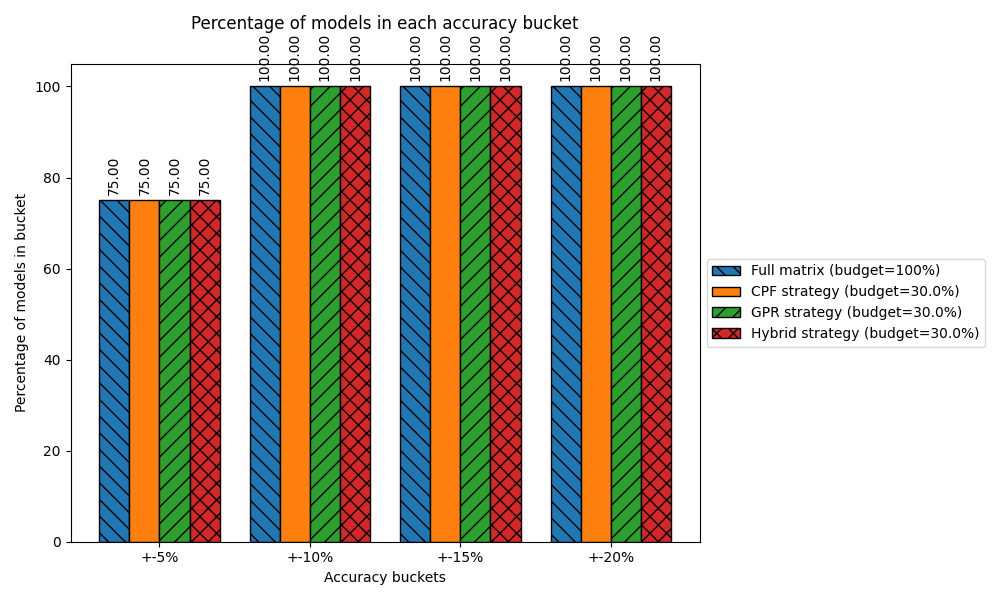 Percentage of models in each accuracy bucket
75.00 75.00 75.00 75.00
100.00 100.00 100.00 100.00
100.00 100.00 100.00 100.00
100.00 100.00 100.00 100.00
Percentage of models in bucket
100
80
60
40
20
0
+-5% +-10% +-15% +-20%
Accuracy buckets
Full matrix (budget=100%)
CPF strategy (budget=30.0%)
GPR strategy (budget=30.0%)
Hybrid strategy (budget=30.0%)